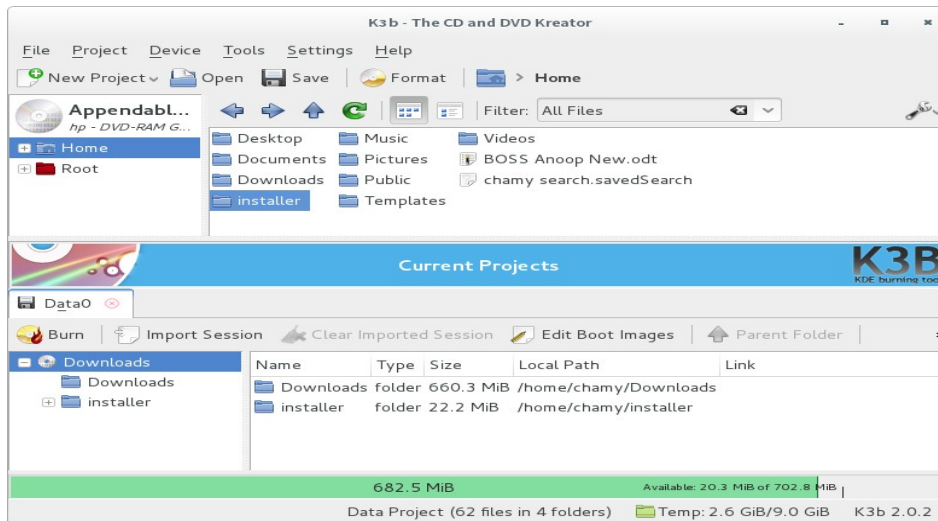 K3b - The CD and DVD Kreator
File Project Device Tools Settings Help
New Project Open Save Format > Home
Appendabl...
hp - DVD-RAM G...
Filter: All Files
Home
Root
Desktop Music Videos
Documents Pictures BOSS Anoop New.odt
Downloads Public chamy search.savedSearch
installer Templates
Current Projects
K3B
KDE burning too
Data0
Burn Import Session Clear Imported Session Edit Boot Images Parent Folder
Downloads
Downloads
installer
Name Type Size Local Path Link
Downloads folder 660.3 MiB /home/chamy/Downloads
installer folder 22.2 MiB /home/chamy/installer
682.5 MiB Available: 20.3 MiB of 702.8 MiB
Data Project (62 files in 4 folders) Temp: 2.6 GiB/9.0 GiB K3b 2.0.2